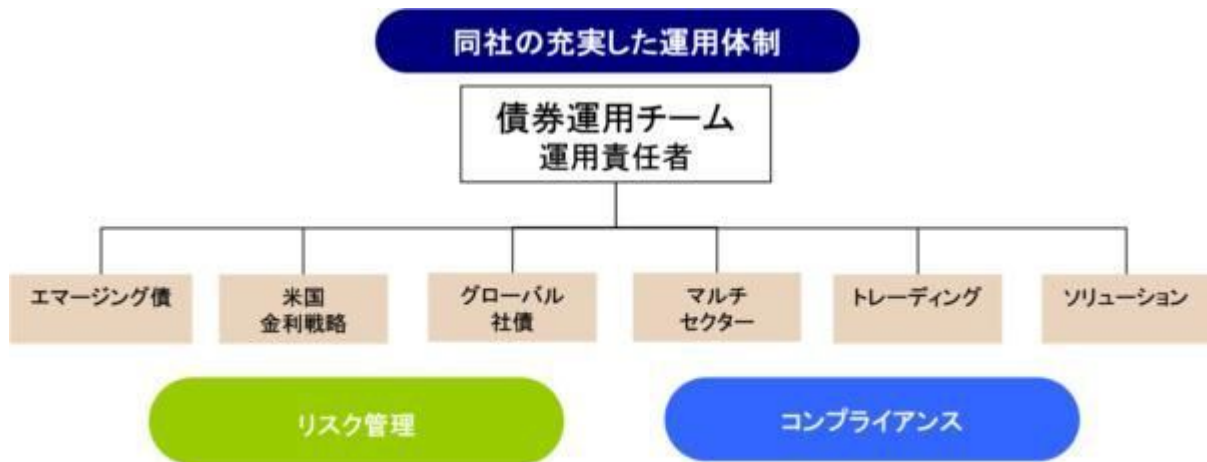 同社の充実した運用体制
債券運用チーム
運用責任者
エマージング債
米国
金利戦略
グローバル
社債
マルチ
セクター
トレーディング
ソリューション
リスク管理
コンプライアンス